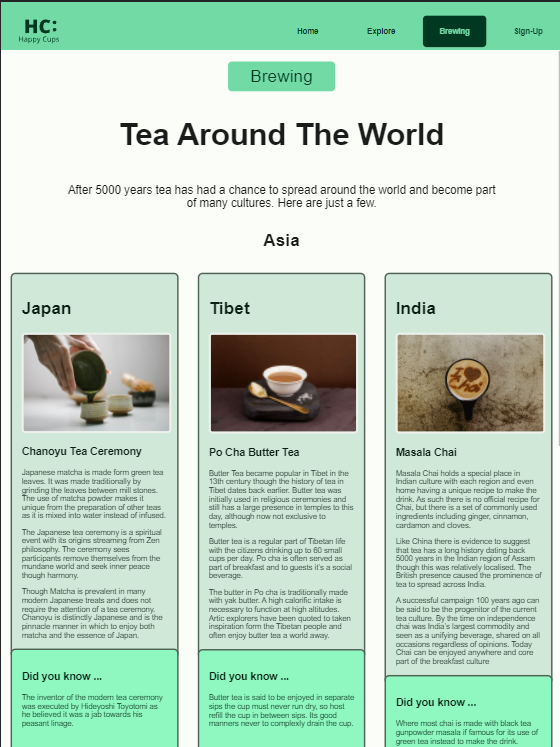 HC:
Happy Cups
Home
Explore
Brewing
Sign-Up
Brewing
Tea Around The World
After 5000 years tea has had a chance to spread around the world and become part
of many cultures. Here are just a few.
Asia
Japan
Chanoyu Tea Ceremony
Japanese matcha is made form green tea
leaves. It was made traditionally by
grinding the leaves between mill stones.
The use of matcha powder makes it
unique from the preparation of other teas
as it is mixed into water instead of infused.
The Japanese tea ceremony is a spiritual
event with its origins streaming from Zen
philosophy. The ceremony sees
participants remove themselves from the
mundane world and seek inner peace
though harmony.
Though Matcha is prevalent in many
modern Japanese treats and does not
require the attention of a tea ceremony.
Chanoyu is distinctly Japanese and is the
pinnacle manner in which to enjoy both
matcha and the essence of Japan.
Did you know ...
The inventor of the modern tea ceremony
was executed by Hideyoshi Toyotomi as
he believed it was a jab towards his
peasant linage.
Tibet
Po Cha Butter Tea
Butter Tea became popular in Tibet in the
13th century though the history of tea in
Tibet dates back earlier. Butter tea was
initially used in religious ceremonies and
still has a large presence in temples to this
day, although now not exclusive to
temples.
Butter tea is a regular part of Tibetan life
with the citizens drinking up to 60 small
cups per day. Po cha is often served as
part of breakfast and to guests it's a social
beverage.
The butter in Po cha is traditionally made
with yak butter. A high calorific intake is
necessary to function at high altitudes.
Artic explorers have been quoted to taken
inspiration form the Tibetan people and
often enjoy butter tea a world away.
Did you know ...
Butter tea is said to be enjoyed in separate
sips the cup must never run dry, so host
refill the cup in between sips. Its good
manners never to complexly drain the cup.
India
I
Chai
Masala Chai
Masala Chai holds a special place in
Indian culture with each region and even
home having a unique recipe to make the
drink. As such there is no official recipe for
Chai, but there is a set of commonly used
ingredients including ginger, cinnamon,
cardamon and cloves.
Like China there is evidence to suggest
that tea has a long history dating back
5000 years in the Indian region of Assam
though this was relatively localised. The
British presence caused the prominence of
tea to spread across India.
A successful campaign 100 years ago can
be said to be the progenitor of the current
tea culture. By the time on independence
chai was India's largest commodity and
seen as a unifying beverage, shared on all
occasions regardless of opinions. Today
Chai can be enjoyed anywhere and core
part of the breakfast culture
Did you know ...
Where most chai is made with black tea
gunpowder masala if famous for its use of
green tea instead to make the drink.